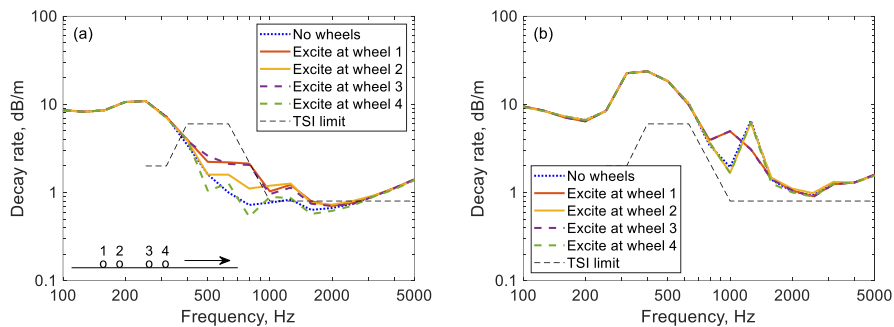 (a)
No wheels
Excite at wheel 1
Excite at wheel 2
Excite at wheel 3
Excite at wheel 4
TSI limit
100
10
1
0.1
Decay rate, dB/m
1 2 3 4
100 200 500 1000 2000 5000
Frequency, Hz
(b)
No wheels
Excite at wheel 1
Excite at wheel 2
Excite at wheel 3
Excite at wheel 4
TSI limit
100
10
1
0.1
Decay rate, dB/m
100 200 500 1000 2000 5000
Frequency, Hz